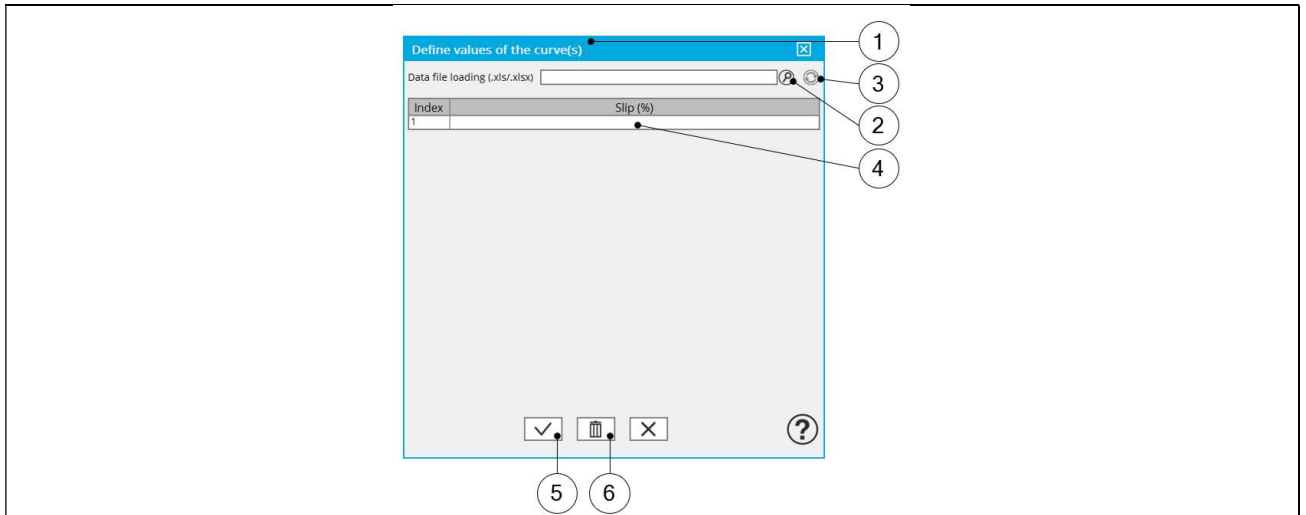 Define values of the curve(s)
1
Data file loading (.xls/.xlsx)
3
Index Slip (%)
2
1
4
?
5 6